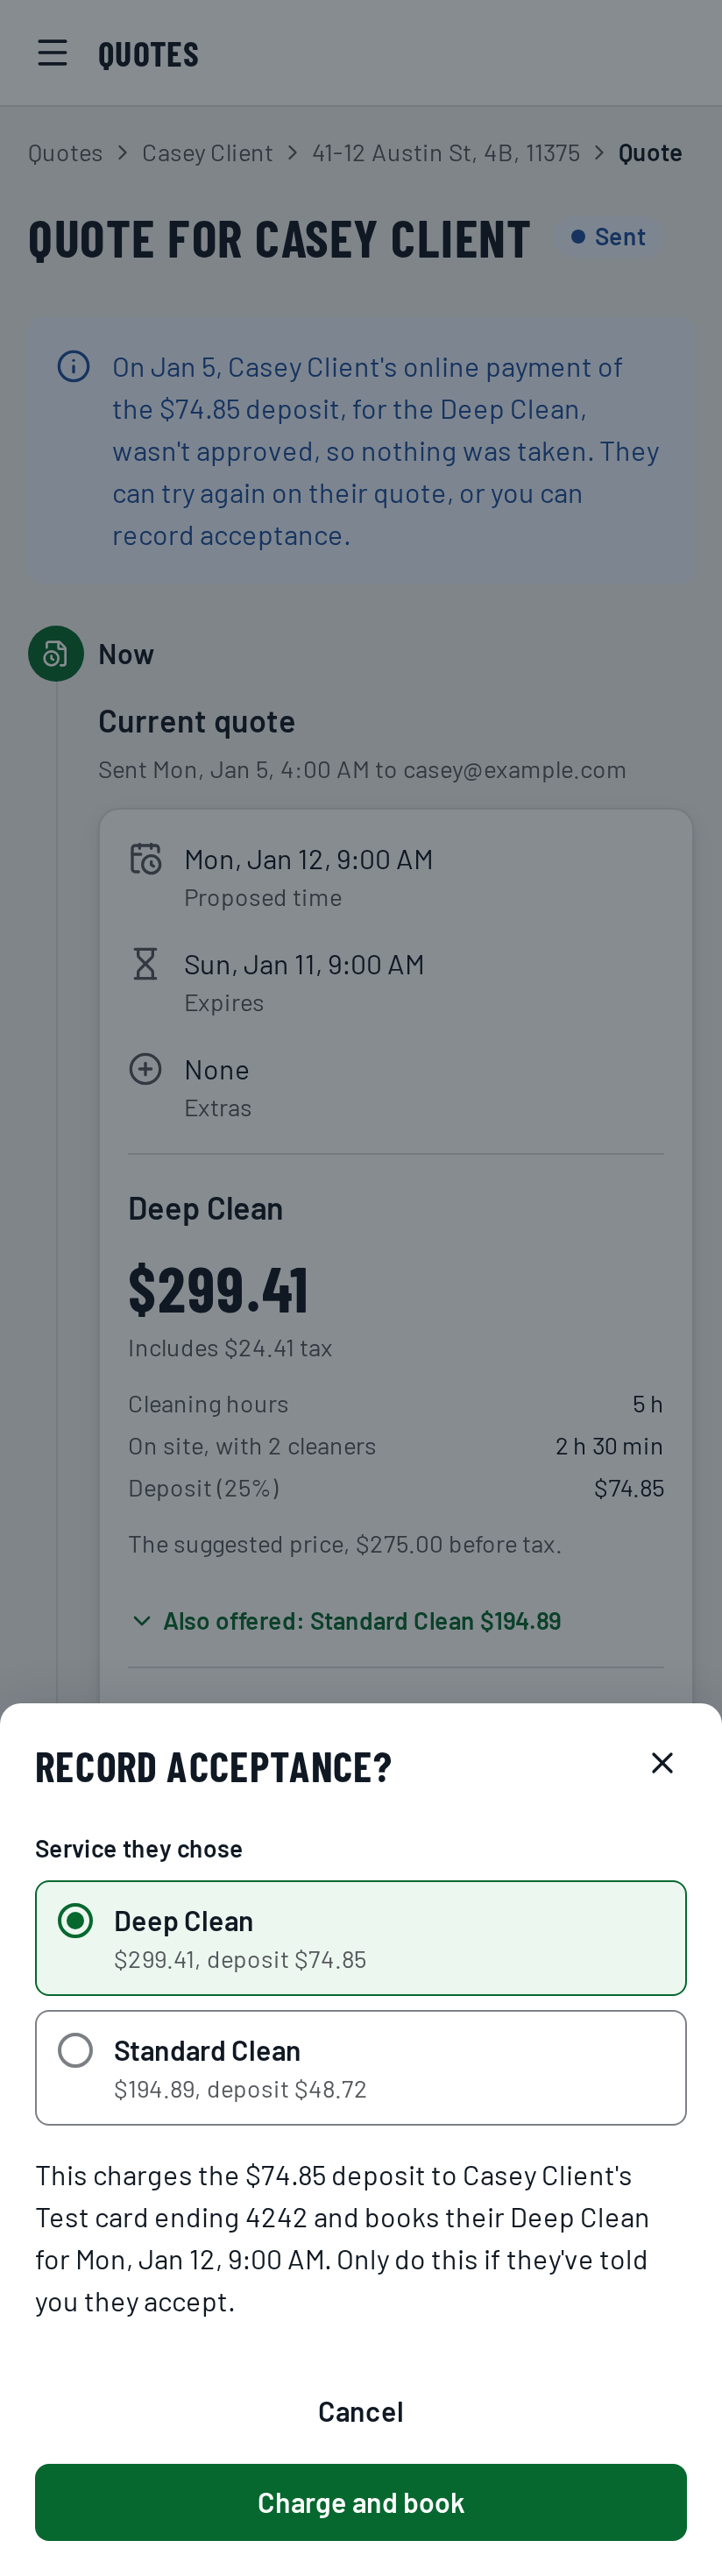 QUOTES
Quotes > Casey Client > 41-12 Austin St, 4B, 11375 > Quote
QUOTE FOR CASEY CLIENT
Sent
On Jan 5, Casey Client's online payment of
the $74.85 deposit, for the Deep Clean,
wasn't approved, so nothing was taken. They
can try again on their quote, or you can
record acceptance.
Now
Current quote
Sent Mon, Jan 5, 4:00 AM to casey@example.com
Mon, Jan 12, 9:00 AM
Proposed time
Sun, Jan 11, 9:00 AM
Expires
None
Extras
Deep Clean
$299.41
Includes $24.41 tax
Cleaning hours 5 h
On site, with 2 cleaners 2 h 30 min
Deposit (25%) $74.85
The suggested price, $275.00 before tax.
Also offered: Standard Clean $194.89
RECORD ACCEPTANCE?
Service they chose
Deep Clean
$299.41, deposit $74.85
Standard Clean
$194.89, deposit $48.72
This charges the $74.85 deposit to Casey Client's
Test card ending 4242 and books their Deep Clean
for Mon, Jan 12, 9:00 AM. Only do this if they've told
you they accept.
Cancel
Charge and book